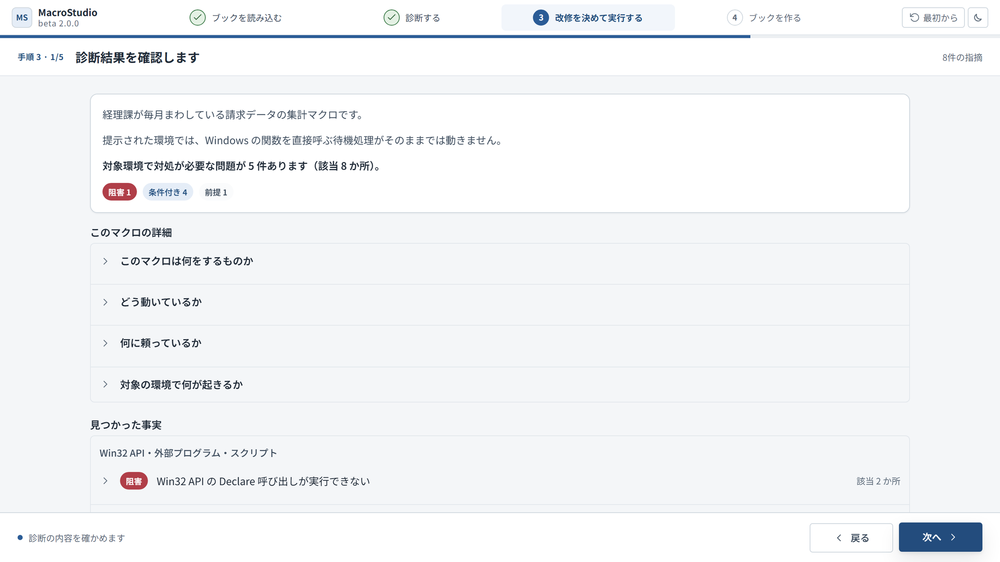 MS
MacroStudio
beta 2.0.0
ブックを読み込む
診断する
3 改修を決めて実行する
4 ブックを作る
最初から
手順 3・1/5
診断結果を確認します
8件の指摘
経理課が毎月まわしている請求データの集計マクロです。
提示された環境では、Windows の関数を直接呼ぶ待機処理がそのままでは動きません。
対象環境で対処が必要な問題が 5 件あります（該当 8 か所）。
阻害 1 条件付き 4 前提 1
このマクロの詳細
このマクロは何をするものか
どう動いているか
何に頼っているか
対象の環境で何が起きるか
見つかった事実
Win32 API・外部プログラム・スクリプト
阻害 Win32 API の Declare 呼び出しが実行できない 該当 2 か所
診断の内容を確かめます
戻る
次へ